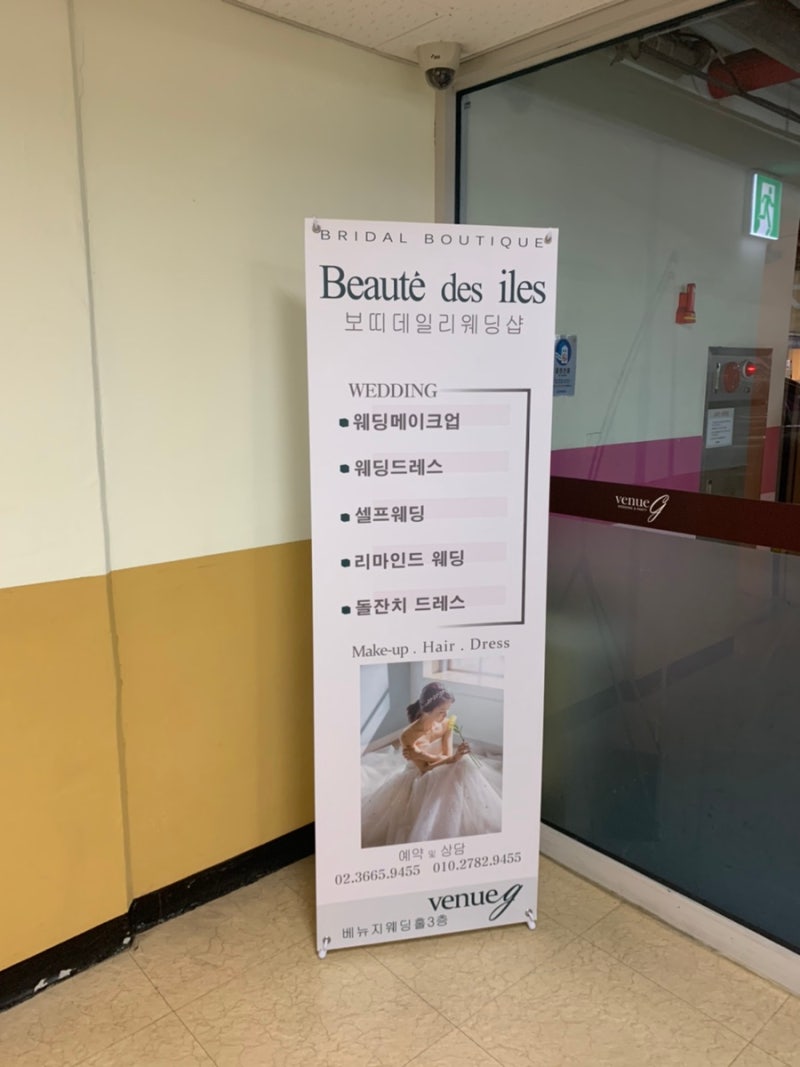 BRIDAL BOUTIQUE
Beauté des iles
보띠데일리웨딩샵
WEDDING
웨딩메이크업
웨딩드레스
셀프웨딩
리마인드 웨딩
돌잔치 드레스
Make-up . Hair . Dress
예약 및 상담
02.3665.9455 010.2782.9455
venue g
베뉴지웨딩홀3층
venue g